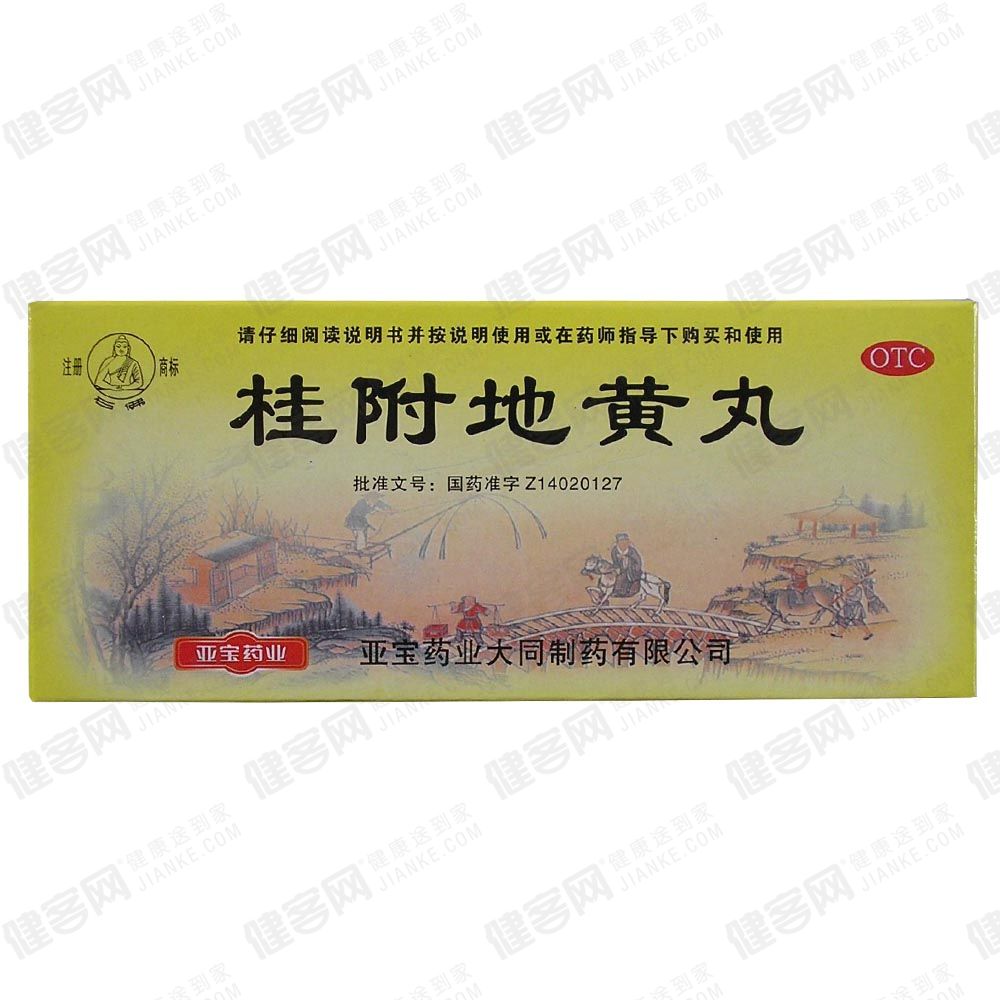 请仔细阅读说明书并按说明使用或在药师指导下购买和使用
注册 商标
OTC
桂附地黄丸
批准文号：国药准字Z14020127
亚宝药业
亚宝药业大同制药有限公司
健客网 健康送到家
JIANKE.COM